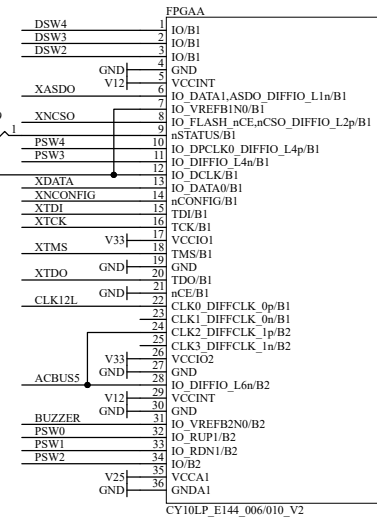 FPGAA
DSW4 1 IO/B1
DSW3 2 IO/B1
DSW2 3 IO/B1
GND 4 GND
V12 5 VCCINT
XASDO 6 IO_DATA1,ASDO_DIFFIO_L1n/B1
7 IO_VREFB1N0/B1
XNCSO 8 IO_FLASH_nCE,nCSO_DIFFIO_L2p/B1
1 9 nSTATUS/B1
PSW4 10 IO_DPCLK0_DIFFIO_L4p/B1
PSW3 11 IO_DIFFIO_L4n/B1
12 IO_DCLK/B1
XDATA 13 IO_DATA0/B1
XNCONFIG 14 nCONFIG/B1
XTDI 15 TDI/B1
XTCK 16 TCK/B1
V33 17 VCCIO1
XTMS 18 TMS/B1
GND 19 GND
XTDO 20 TDO/B1
GND 21 nCE/B1
CLK12L 22 CLK0_DIFFCLK_0p/B1
23 CLK1_DIFFCLK_0n/B1
24 CLK2_DIFFCLK_1p/B2
25 CLK3_DIFFCLK_1n/B2
V33 26 VCCIO2
GND 27 GND
ACBUS5 28 IO_DIFFIO_L6n/B2
V12 29 VCCINT
GND 30 GND
BUZZER 31 IO_VREFB2N0/B2
PSW0 32 IO_RUP1/B2
PSW1 33 IO_RDN1/B2
PSW2 34 IO/B2
V25 35 VCCA1
GND 36 GNDA1
CY10LP_E144_006/010_V2